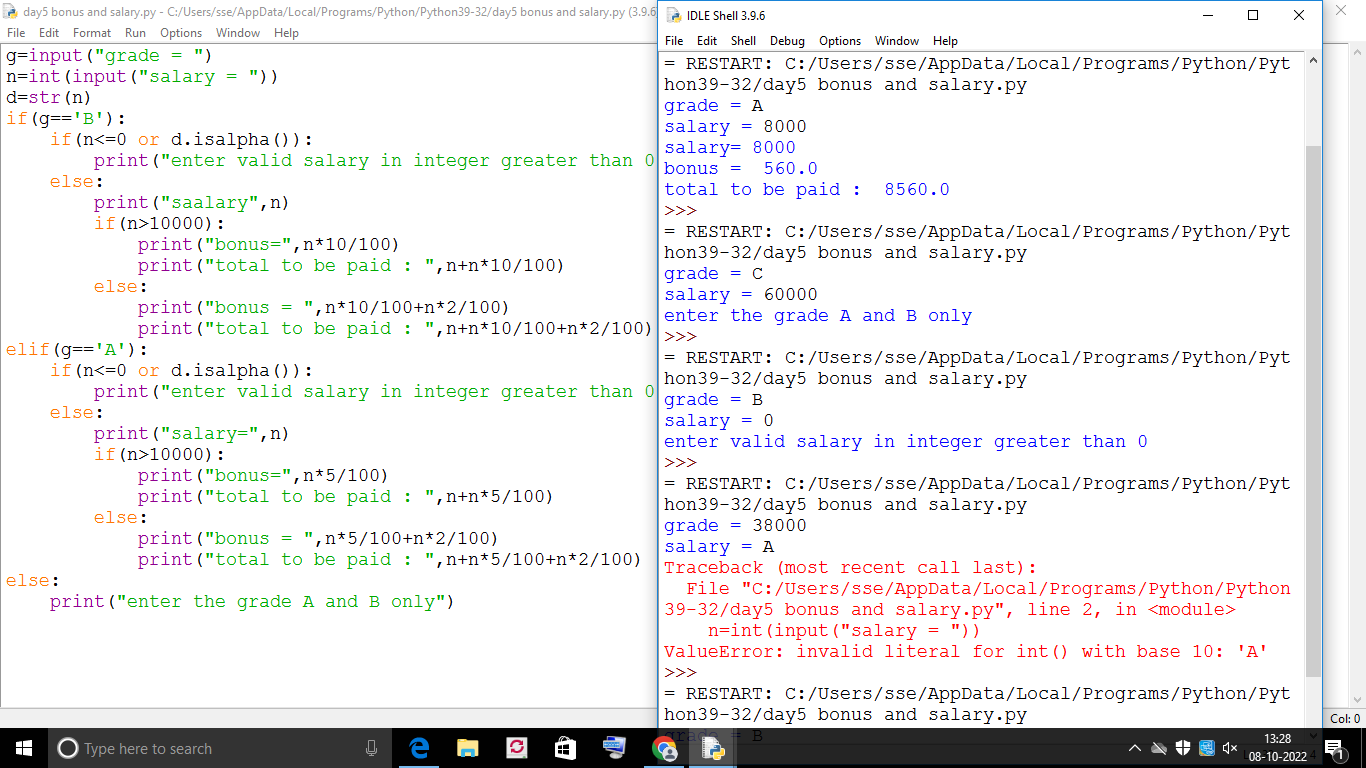 day5 bonus and salary.py - C:/Users/sse/AppData/Local/Programs/Python/Python39-32/day5 bonus and salary.py (3.9.6
File Edit Format Run Options Window Help
g=input("grade = ")
n=int(input("salary = "))
d=str(n)
if(g=='B'):
    if(n<=0 or d.isalpha()):
        print("enter valid salary in integer greater than 0
    else:
        print("saalary",n)
        if(n>10000):
            print("bonus=",n*10/100)
            print("total to be paid : ",n+n*10/100)
        else:
            print("bonus = ",n*10/100+n*2/100)
            print("total to be paid : ",n+n*10/100+n*2/100)
elif(g=='A'):
    if(n<=0 or d.isalpha()):
        print("enter valid salary in integer greater than 0
    else:
        print("salary=",n)
        if(n>10000):
            print("bonus=",n*5/100)
            print("total to be paid : ",n+n*5/100)
        else:
            print("bonus = ",n*5/100+n*2/100)
            print("total to be paid : ",n+n*5/100+n*2/100)
else:
    print("enter the grade A and B only")
IDLE Shell 3.9.6
File Edit Shell Debug Options Window Help
= RESTART: C:/Users/sse/AppData/Local/Programs/Python/Pyt
hon39-32/day5 bonus and salary.py
grade = A
salary = 8000
salary= 8000
bonus =  560.0
total to be paid :  8560.0
>>>
= RESTART: C:/Users/sse/AppData/Local/Programs/Python/Pyt
hon39-32/day5 bonus and salary.py
grade = C
salary = 60000
enter the grade A and B only
>>>
= RESTART: C:/Users/sse/AppData/Local/Programs/Python/Pyt
hon39-32/day5 bonus and salary.py
grade = B
salary = 0
enter valid salary in integer greater than 0
>>>
= RESTART: C:/Users/sse/AppData/Local/Programs/Python/Pyt
hon39-32/day5 bonus and salary.py
grade = 38000
salary = A
Traceback (most recent call last):
  File "C:/Users/sse/AppData/Local/Programs/Python/Python
39-32/day5 bonus and salary.py", line 2, in <module>
    n=int(input("salary = "))
ValueError: invalid literal for int() with base 10: 'A'
>>>
= RESTART: C:/Users/sse/AppData/Local/Programs/Python/Pyt
hon39-32/day5 bonus and salary.py
grade = B
Col: 0
Type here to search
13:28
08-10-2022
1